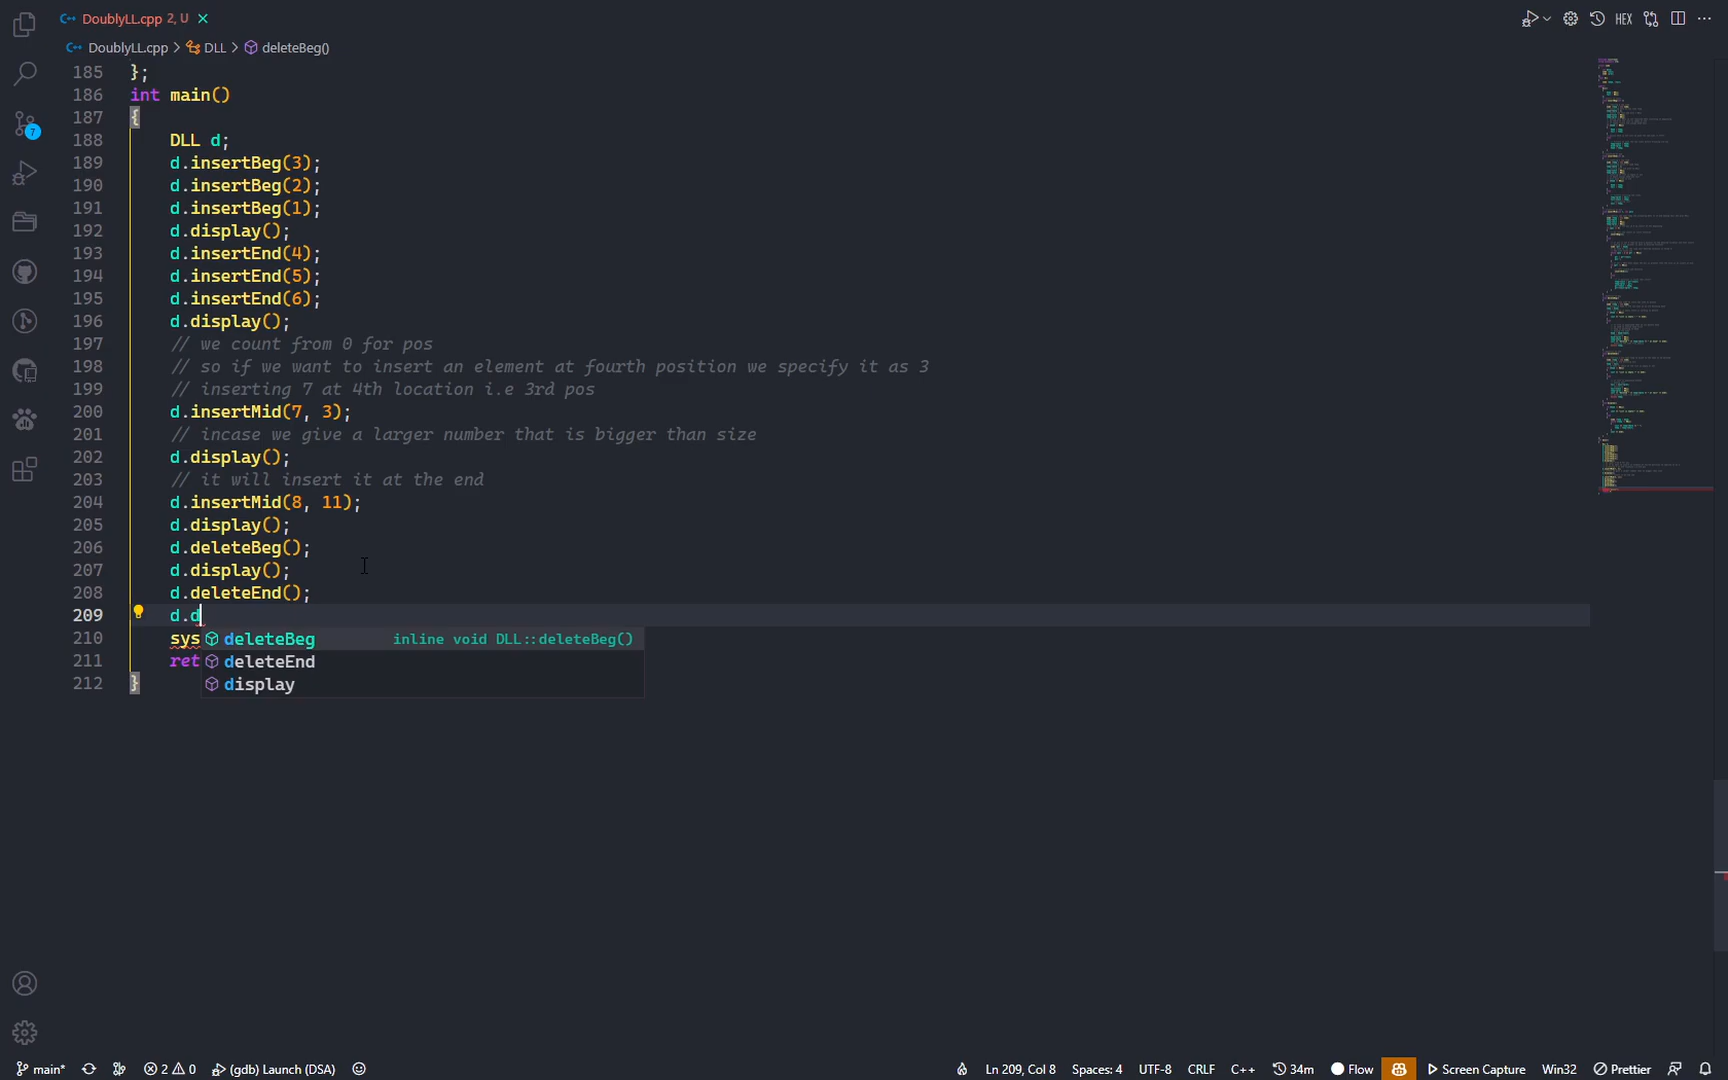 DoublyLL.cpp 2, U
HEX
DoublyLL.cpp > DLL > deleteBeg()
185 };
186 int main()
187 {
188 DLL d;
189 d.insertBeg(3);
190 d.insertBeg(2);
191 d.insertBeg(1);
192 d.display();
193 d.insertEnd(4);
194 d.insertEnd(5);
195 d.insertEnd(6);
196 d.display();
197 // we count from 0 for pos
198 // so if we want to insert an element at fourth position we specify it as 3
199 // inserting 7 at 4th location i.e 3rd pos
200 d.insertMid(7, 3);
201 // incase we give a larger number that is bigger than size
202 d.display();
203 // it will insert it at the end
204 d.insertMid(8, 11);
205 d.display();
206 d.deleteBeg();
207 d.display();
208 d.deleteEnd();
209 d.d
210 sys deleteBeg inline void DLL::deleteBeg()
211 ret deleteEnd
212 } display
7
main* 2 0 (gdb) Launch (DSA) Ln 209, Col 8 Spaces: 4 UTF-8 CRLF C++ 34m Flow Screen Capture Win32 Prettier